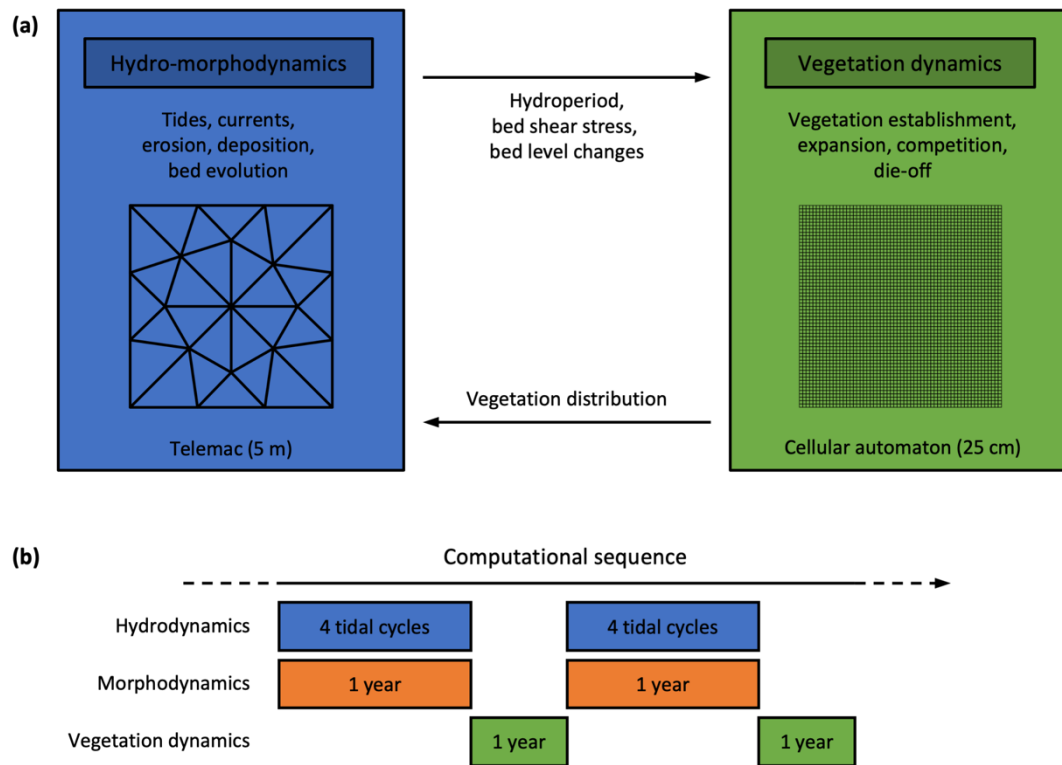 (a)
Hydro-morphodynamics
Tides, currents,
erosion, deposition,
bed evolution
Telemac (5 m)
Hydroperiod,
bed shear stress,
bed level changes
Vegetation distribution
Vegetation dynamics
Vegetation establishment,
expansion, competition,
die-off
Cellular automaton (25 cm)
(b)
Computational sequence
Hydrodynamics
4 tidal cycles
4 tidal cycles
Morphodynamics
1 year
1 year
Vegetation dynamics
1 year
1 year